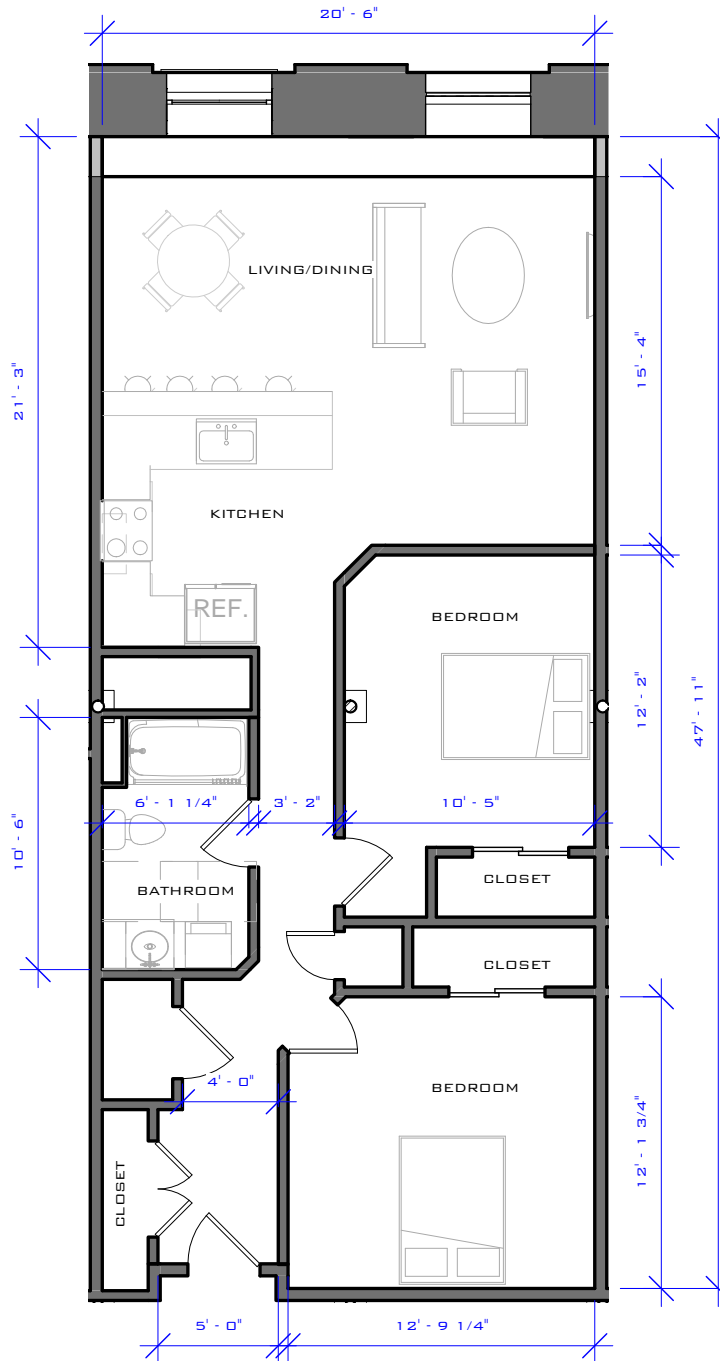 20' - 6"
LIVING/DINING
21' - 3"
15' - 4"
KITCHEN
REF.
BEDROOM
12' - 2"
47' - 11"
6' - 1 1/4"
3' - 2"
10' - 5"
10' - 6"
BATHROOM
CLOSET
CLOSET
4' - 0"
BEDROOM
12' - 1 3/4"
CLOSET
5' - 0"
12' - 9 1/4"